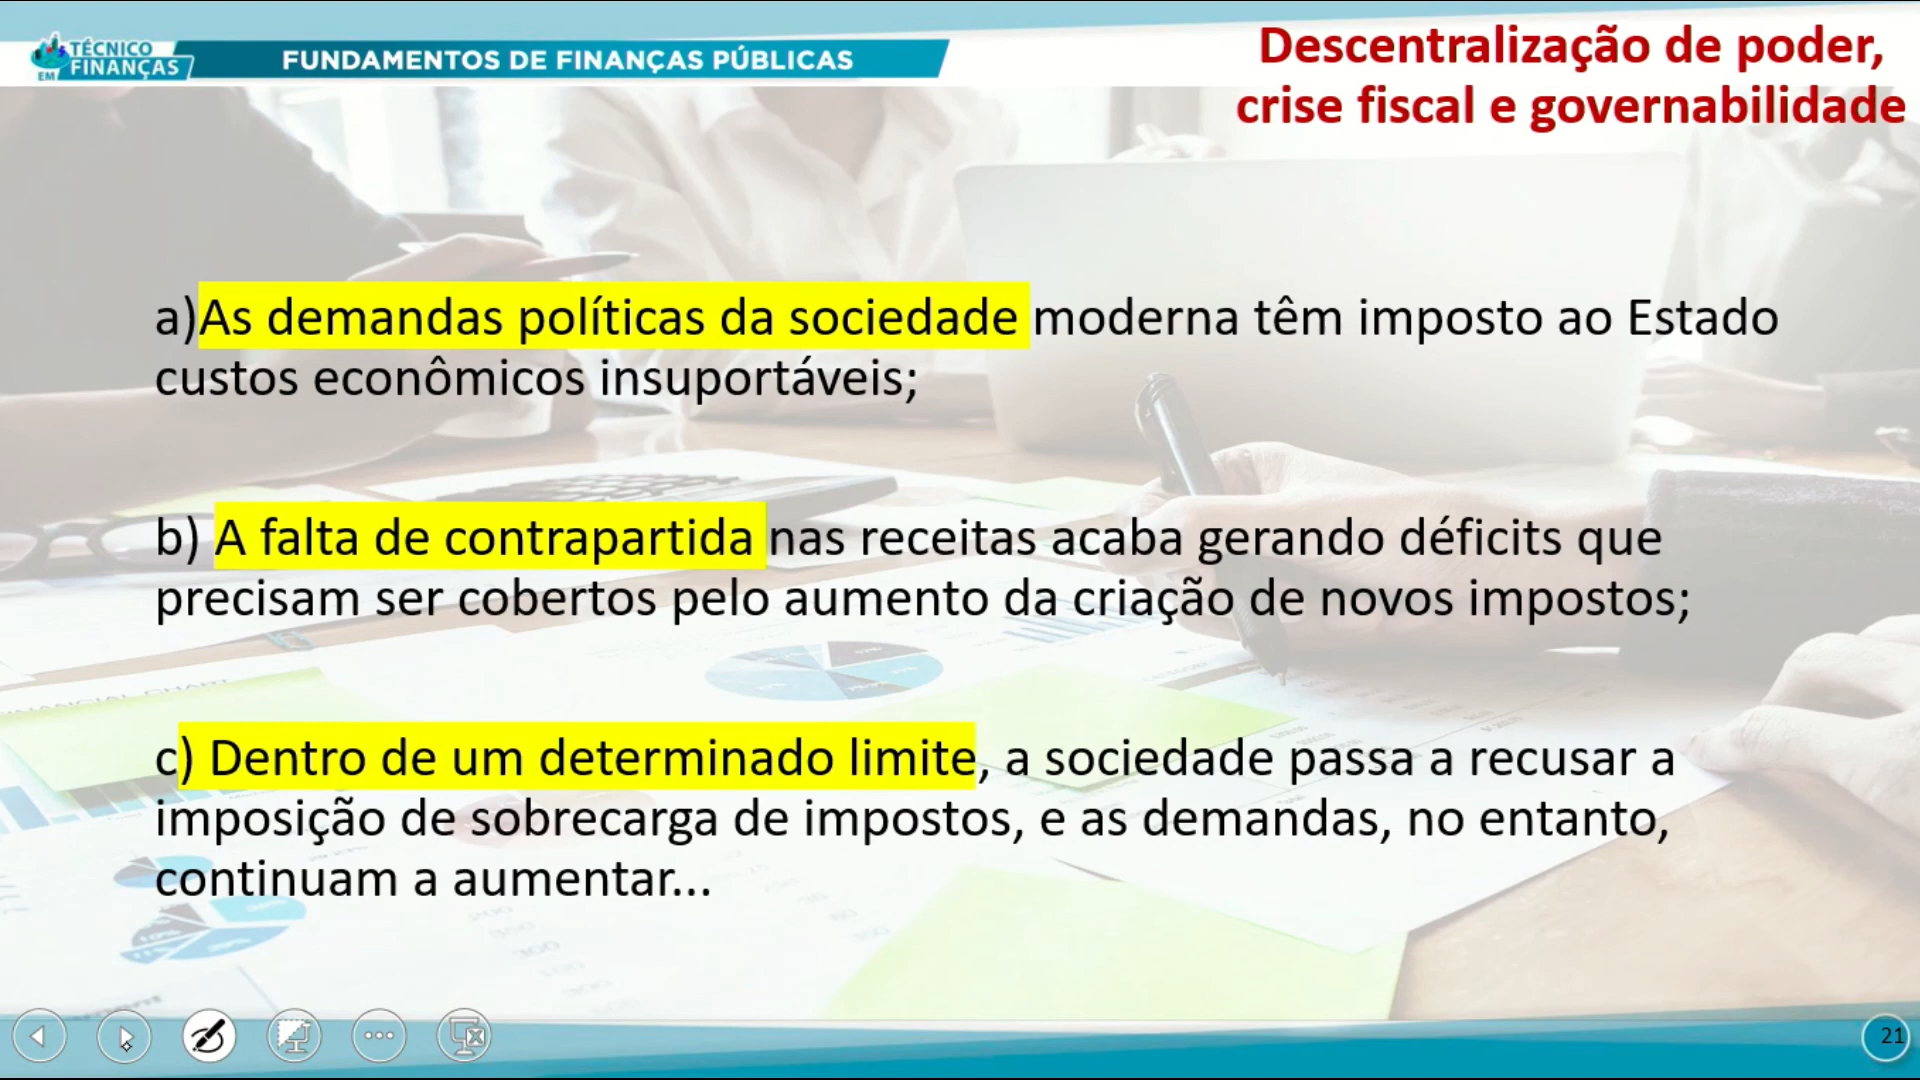 TÉCNICO
EM FINANÇAS
FUNDAMENTOS DE FINANÇAS PÚBLICAS
Descentralização de poder,
crise fiscal e governabilidade
a)As demandas políticas da sociedade moderna têm imposto ao Estado
custos econômicos insuportáveis;
b) A falta de contrapartida nas receitas acaba gerando déficits que
precisam ser cobertos pelo aumento da criação de novos impostos;
c) Dentro de um determinado limite, a sociedade passa a recusar a
imposição de sobrecarga de impostos, e as demandas, no entanto,
continuam a aumentar...
21